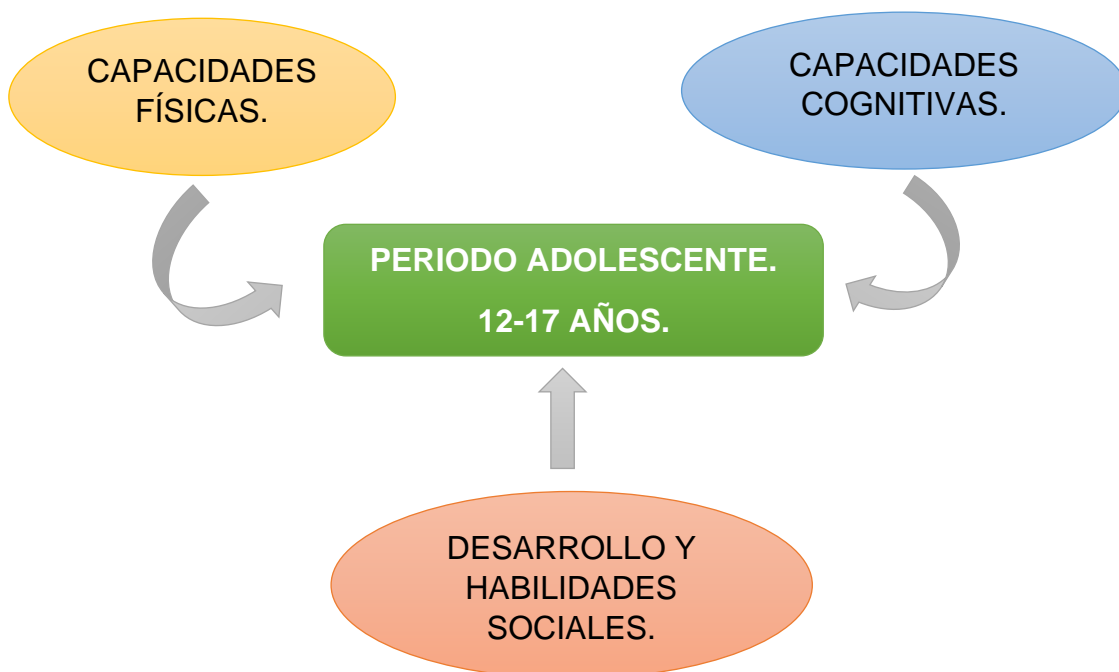 CAPACIDADES
FÍSICAS.
CAPACIDADES
COGNITIVAS.
PERIODO ADOLESCENTE.
12-17 AÑOS.
DESARROLLO Y
HABILIDADES
SOCIALES.